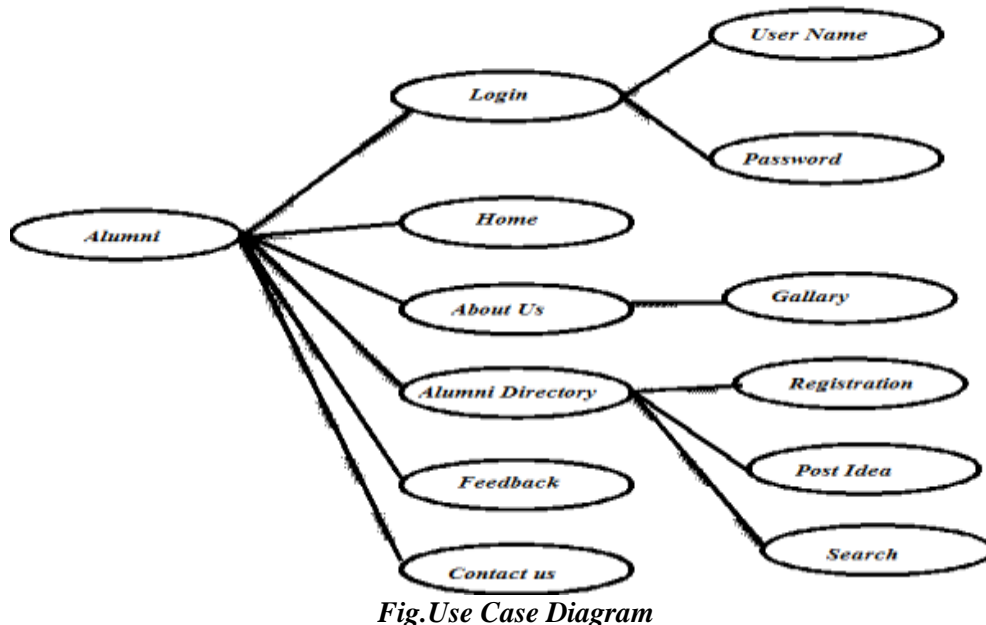 User Name
Login
Password
Home
Alumni
About Us
Gallary
Alumni Directory
Registration
Feedback
Post Idea
Contact us
Search
Fig.Use Case Diagram